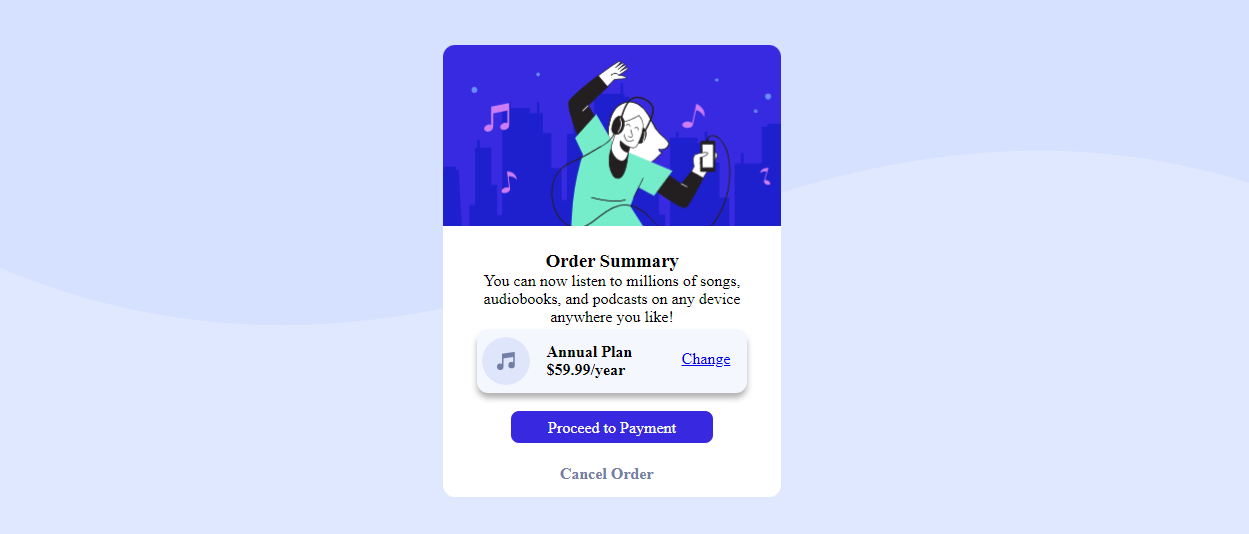 Order Summary
You can now listen to millions of songs,
audiobooks, and podcasts on any device
anywhere you like!
Annual Plan
$59.99/year
Change
Proceed to Payment
Cancel Order